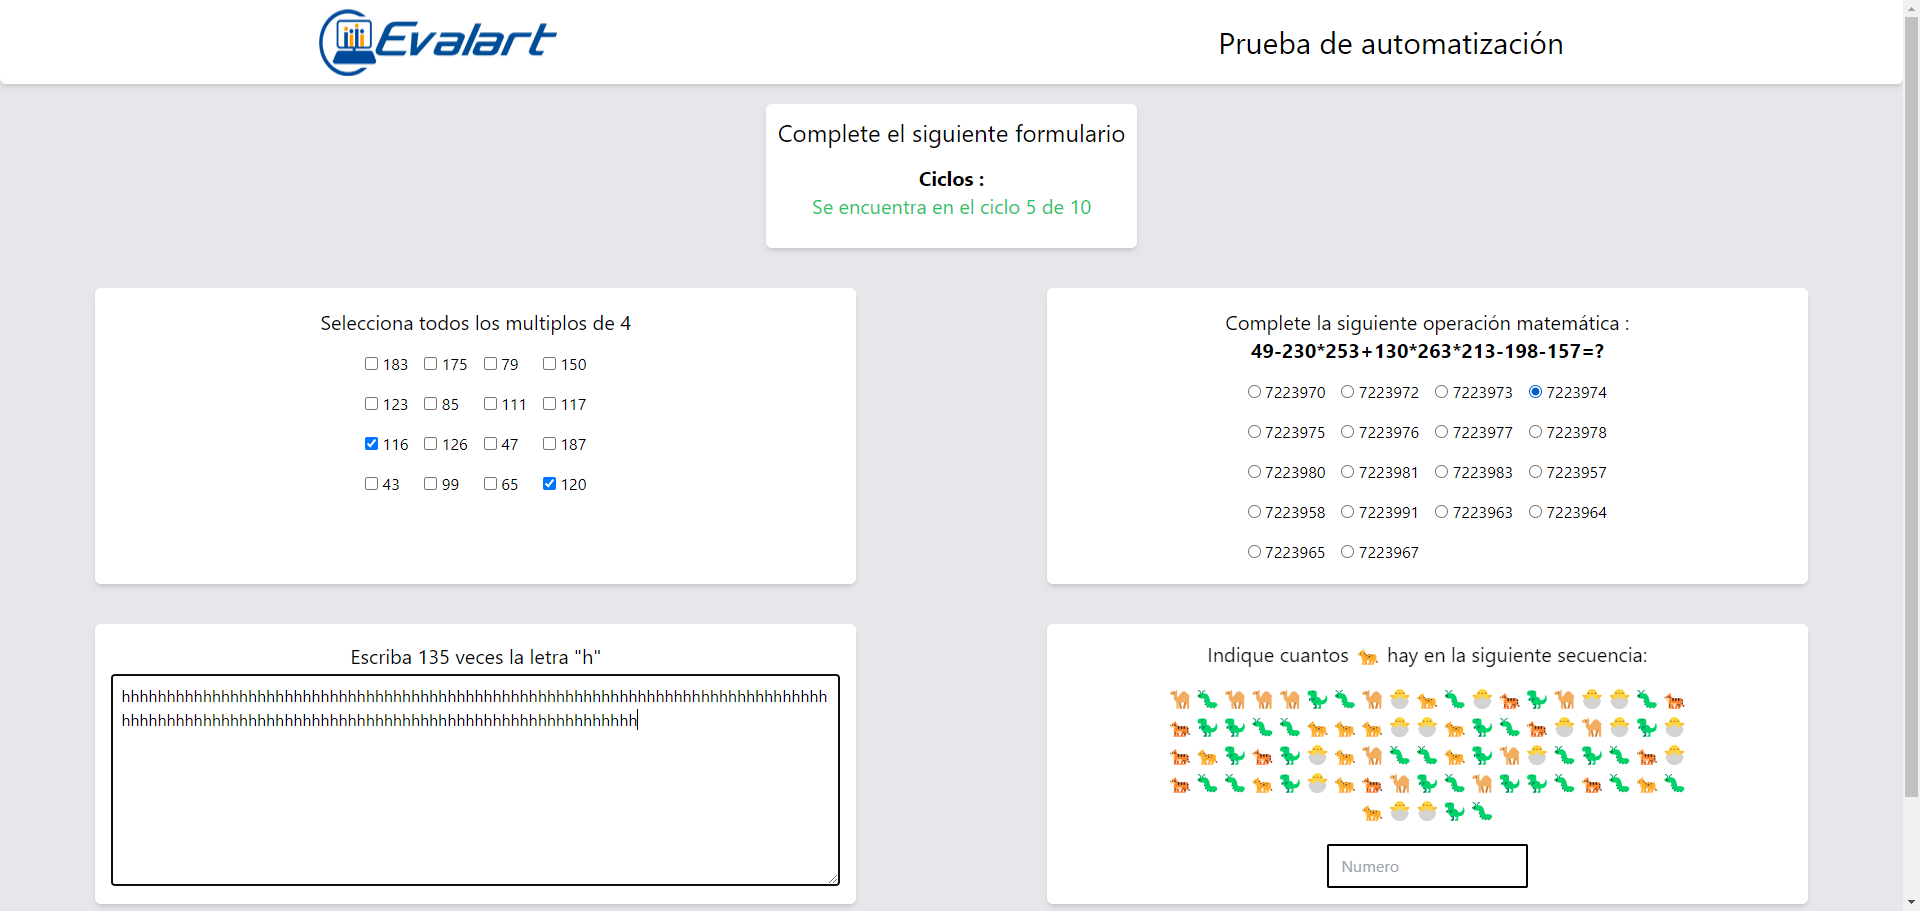 Evalart
Prueba de automatización
Complete el siguiente formulario
Ciclos :
Se encuentra en el ciclo 5 de 10
Selecciona todos los multiplos de 4
183 175 79 150
123 85 111 117
116 126 47 187
43 99 65 120
Complete la siguiente operación matemática :
49-230*253+130*263*213-198-157=?
7223970 7223972 7223973 7223974
7223975 7223976 7223977 7223978
7223980 7223981 7223983 7223957
7223958 7223991 7223963 7223964
7223965 7223967
Escriba 135 veces la letra "h"
hhhhhhhhhhhhhhhhhhhhhhhhhhhhhhhhhhhhhhhhhhhhhhhhhhhhhhhhhhhhhhhhhhhhhhhhhhhhhh
hhhhhhhhhhhhhhhhhhhhhhhhhhhhhhhhhhhhhhhhhhhhhhhhhhhhhhhhh
Indique cuantos 🐆 hay en la siguiente secuencia:
Numero